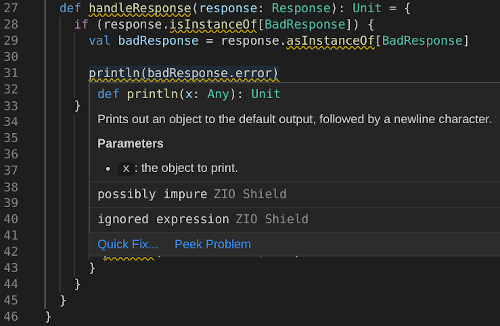 27 def handleResponse(response: Response): Unit = {
28 if (response.isInstanceOf[BadResponse]) {
29 val badResponse = response.asInstanceOf[BadResponse]
30
31 println(badResponse.error)
32 def println(x: Any): Unit
33 }
34 Prints out an object to the default output, followed by a newline character.
35
36 Parameters
37 • x : the object to print.
38 possibly impure ZIO Shield
39
40 ignored expression ZIO Shield
41 Quick Fix... Peek Problem
42
43 }
44 }
45 }
46 }